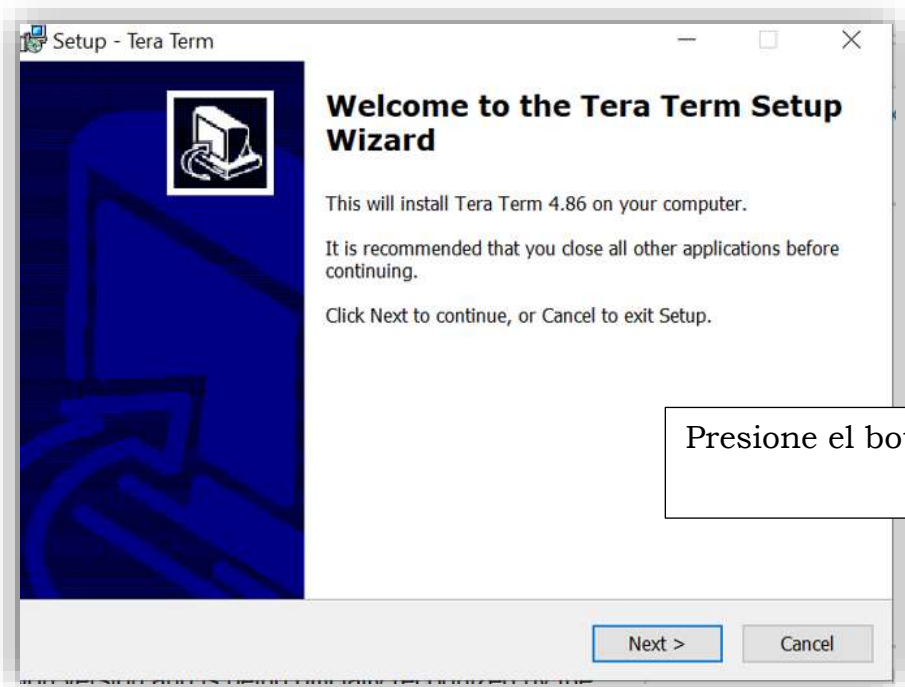 Setup - Tera Term
Welcome to the Tera Term Setup
Wizard
This will install Tera Term 4.86 on your computer.
It is recommended that you close all other applications before
continuing.
Click Next to continue, or Cancel to exit Setup.
Presione el bo
Next >
Cancel